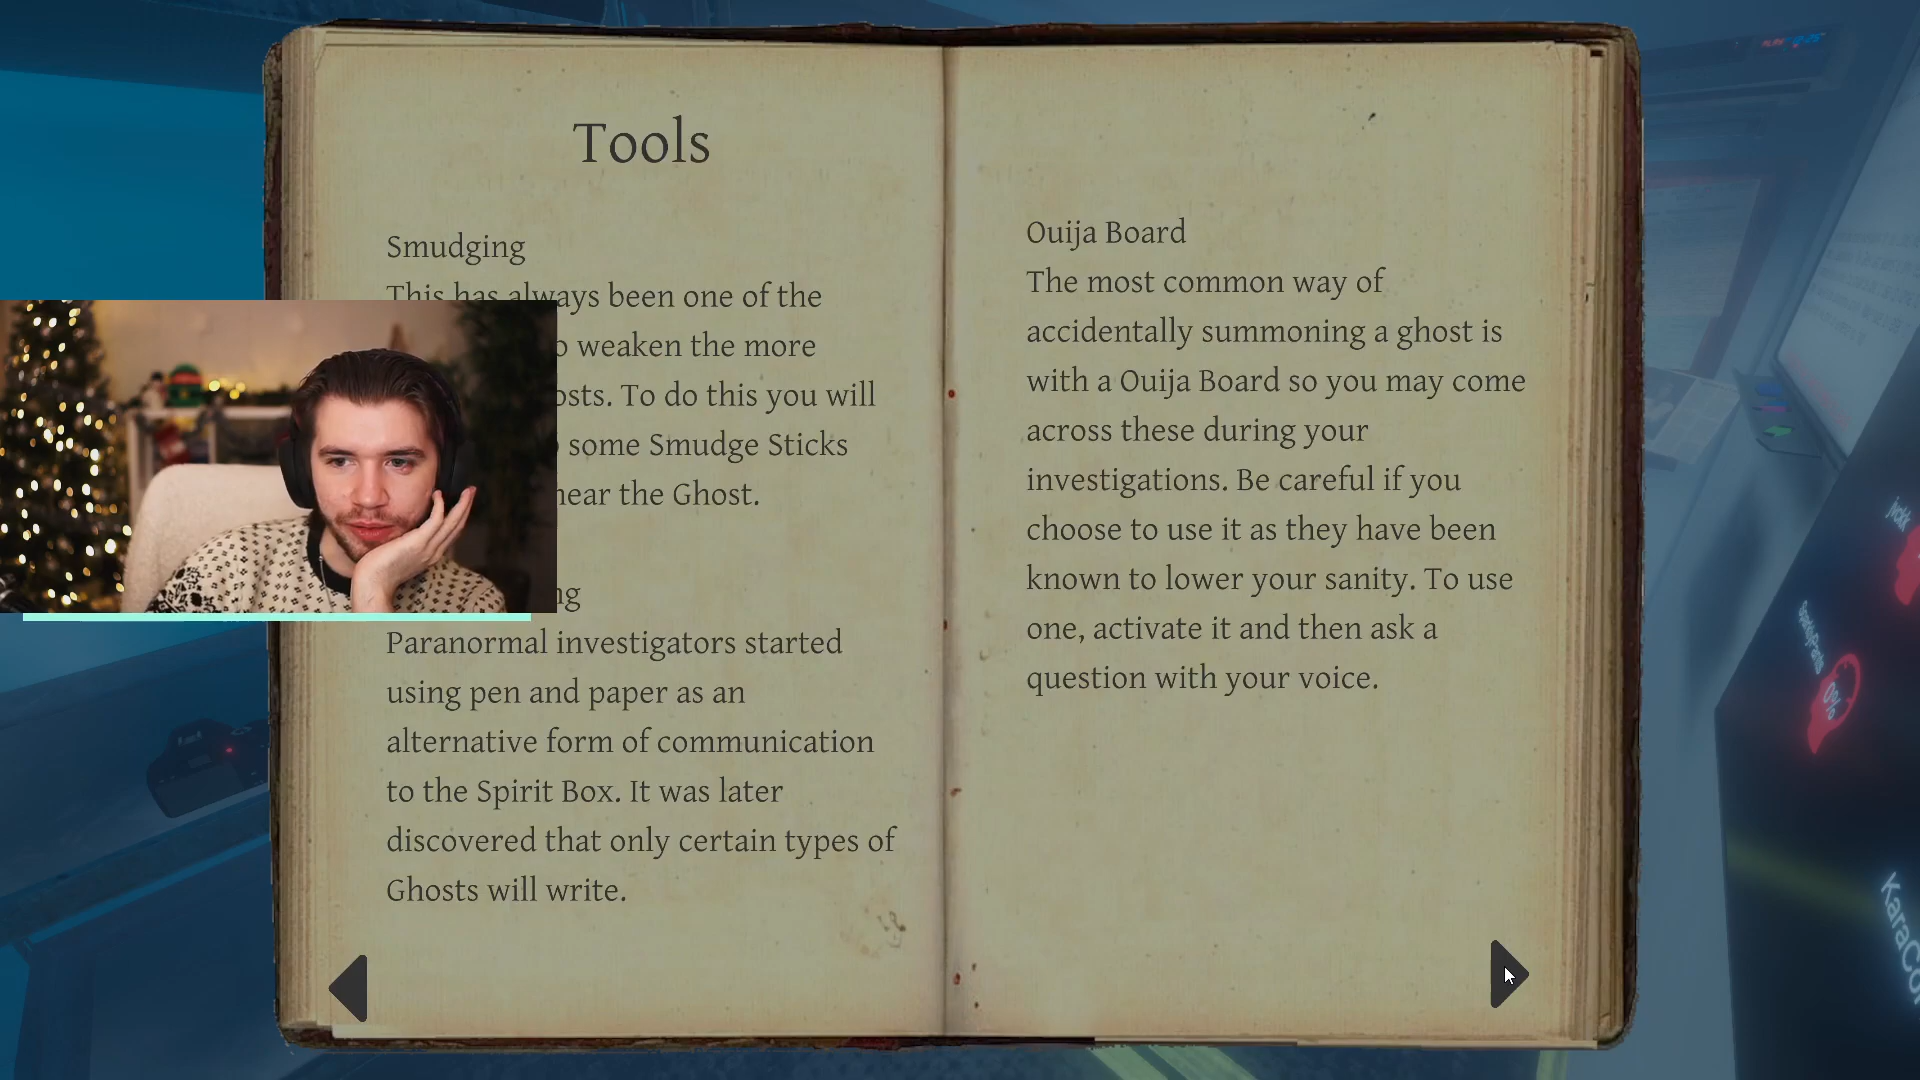 Tools
Smudging
This has always been one of the
weaken the more
To do this you will
some Smudge Sticks
near the Ghost.
Paranormal investigators started
using pen and paper as an
alternative form of communication
to the Spirit Box. It was later
discovered that only certain types of
Ghosts will write.
Ouija Board
The most common way of
accidentally summoning a ghost is
with a Ouija Board so you may come
across these during your
investigations. Be careful if you
choose to use it as they have been
known to lower your sanity. To use
one, activate it and then ask a
question with your voice.
0%